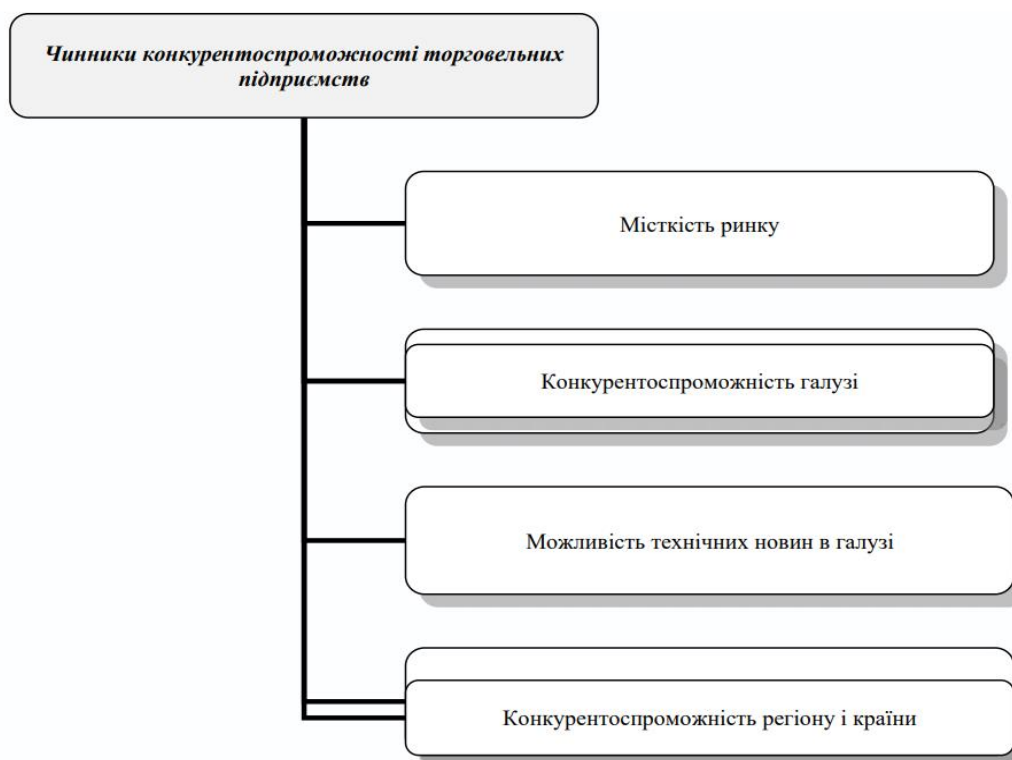 Чинники конкурентоспроможності торговельних
підприємств
Місткість ринку
Конкурентоспроможність галузі
Можливість технічних новин в галузі
Конкурентоспроможність регіону і країни